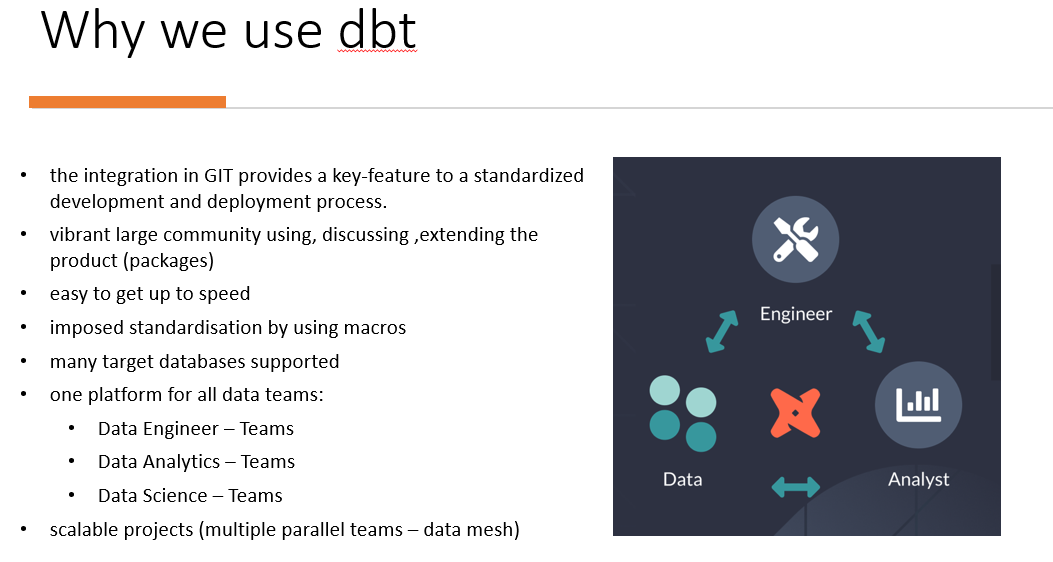 Why we use dbt
• the integration in GIT provides a key-feature to a standardized
development and deployment process.
• vibrant large community using, discussing ,extending the
product (packages)
• easy to get up to speed
• imposed standardisation by using macros
• many target databases supported
• one platform for all data teams:
• Data Engineer – Teams
• Data Analytics – Teams
• Data Science – Teams
• scalable projects (multiple parallel teams – data mesh)
Engineer
Data
Analyst